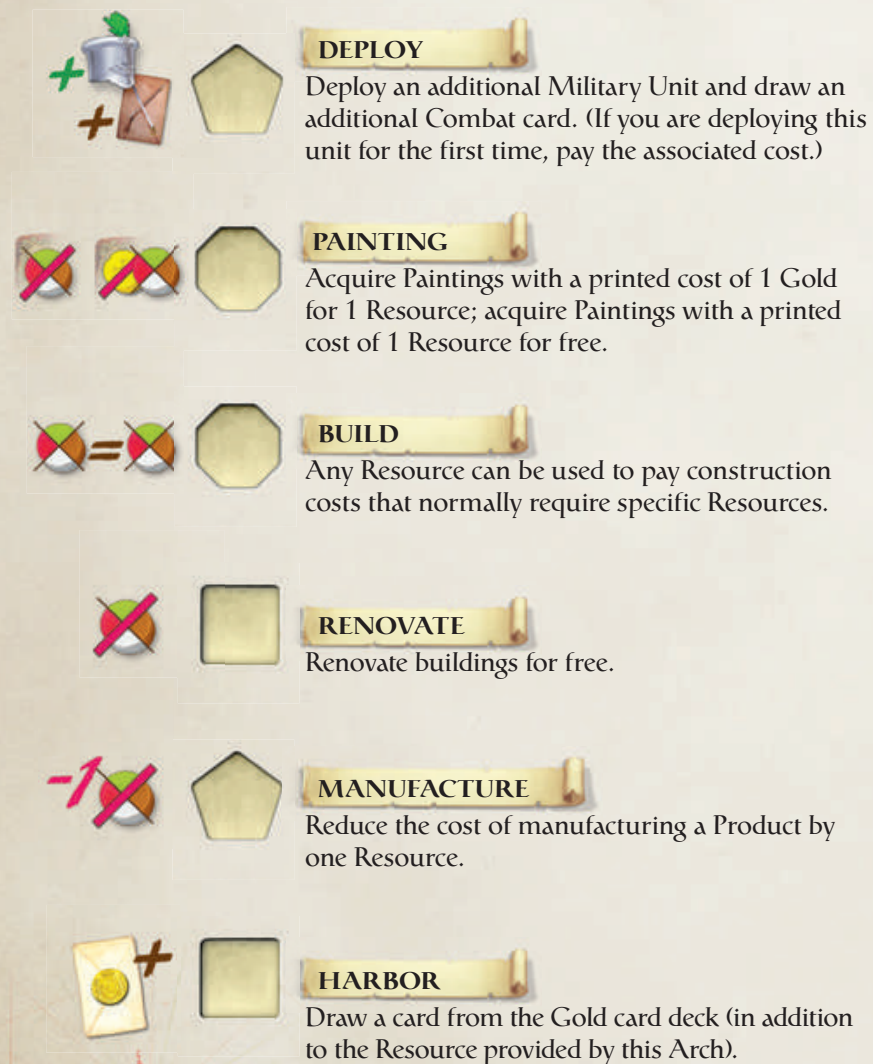 DEPLOY
Deploy an additional Military Unit and draw an
additional Combat card. (If you are deploying this
unit for the first time, pay the associated cost.)
PAINTING
Acquire Paintings with a printed cost of 1 Gold
for 1 Resource; acquire Paintings with a printed
cost of 1 Resource for free.
BUILD
Any Resource can be used to pay construction
costs that normally require specific Resources.
RENOVATE
Renovate buildings for free.
-1
MANUFACTURE
Reduce the cost of manufacturing a Product by
one Resource.
HARBOR
Draw a card from the Gold card deck (in addition
to the Resource provided by this Arch).